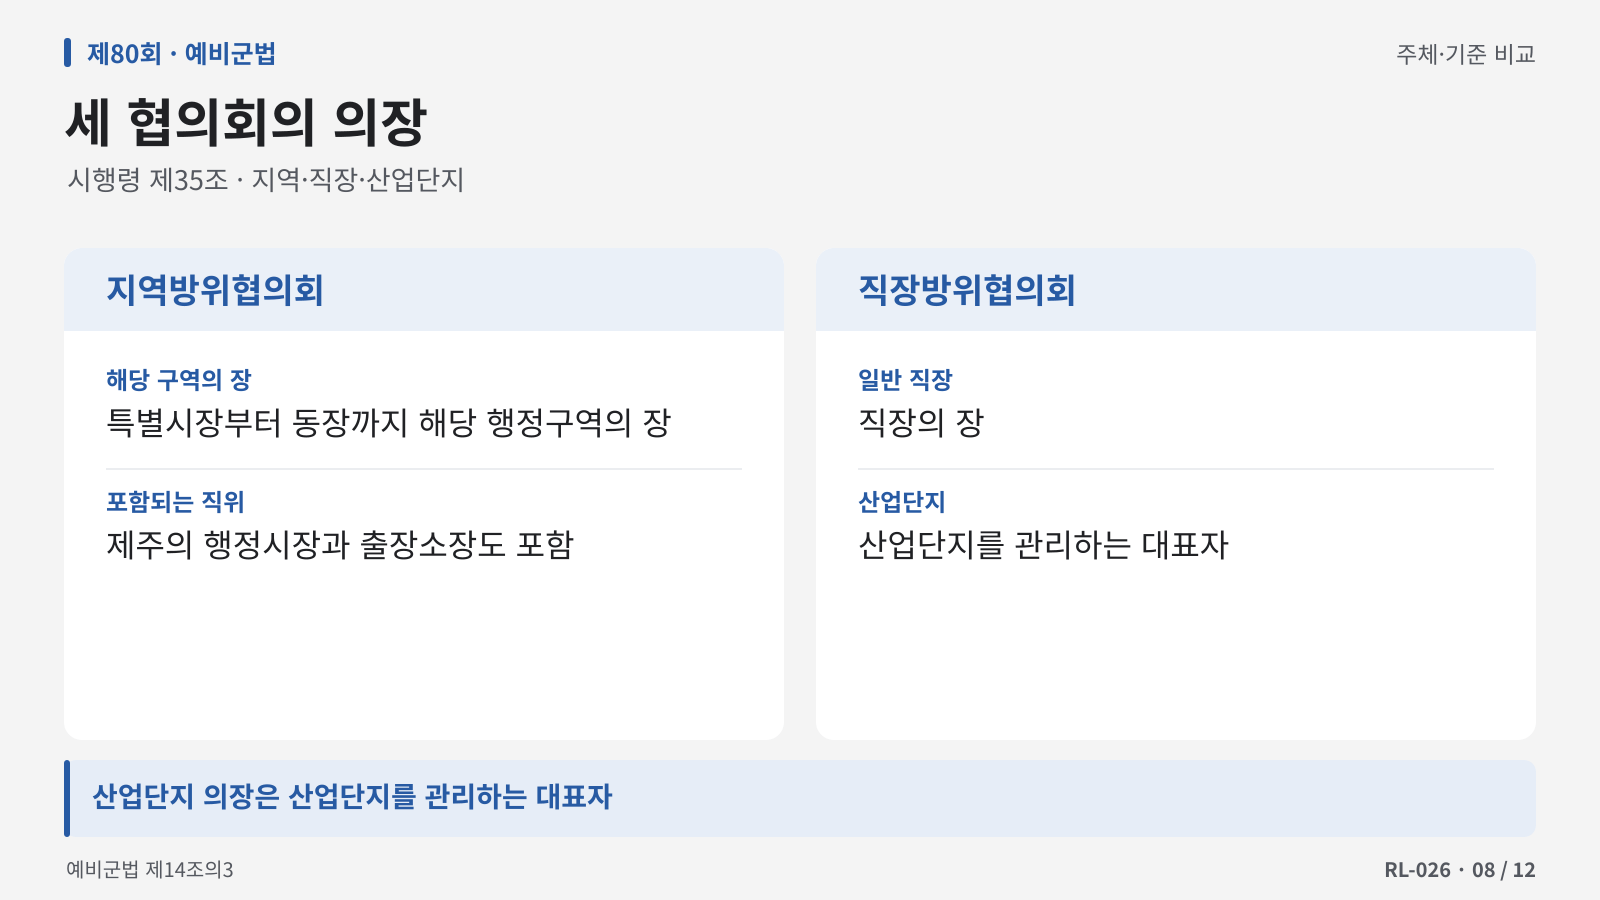 제80회 · 예비군법
주체·기준 비교
세 협의회의 의장
시행령 제35조 · 지역·직장·산업단지
지역방위협의회
해당 구역의 장
특별시장부터 동장까지 해당 행정구역의 장
포함되는 직위
제주의 행정시장과 출장소장도 포함
직장방위협의회
일반 직장
직장의 장
산업단지
산업단지를 관리하는 대표자
산업단지 의장은 산업단지를 관리하는 대표자
예비군법 제14조의3
RL-026 · 08 / 12